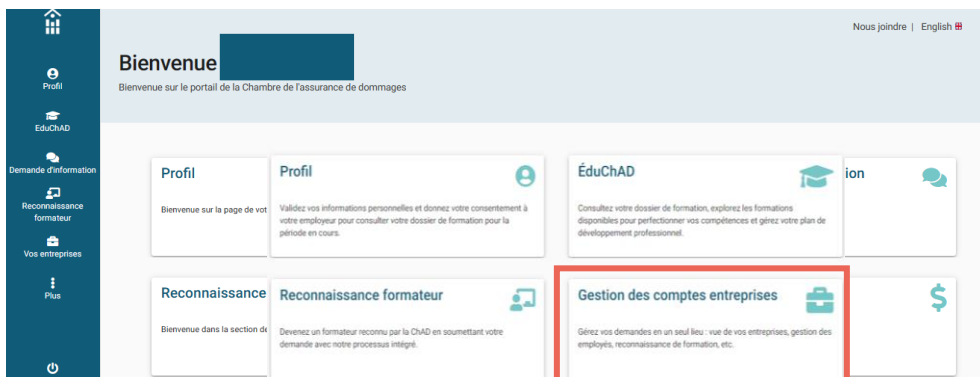 Nous joindre | English
Bienvenue
Bienvenue sur le portail de la Chambre de l'assurance de dommages
Profil
EduChAD
Demande d'information
Reconnaissance
formateur
Vos entreprises
Plus
Profil
Bienvenue sur la page de vot
Profil
Validez vos informations personnelles et donnez votre consentement à
votre employeur pour consulter votre dossier de formation pour la
période en cours.
ÉduChAD
Consultez votre dossier de formation, explorez les formations
disponibles pour perfectionner vos compétences et gérez votre plan de
développement professionnel.
ion
Reconnaissance
Bienvenue dans la section de
Reconnaissance formateur
Devenez un formateur reconnu par la ChAD en soumettant votre
demande avec notre processus intégré.
Gestion des comptes entreprises
Gérez vos demandes en un seul lieu : vue de vos entreprises, gestion des
employés, reconnaissance de formation, etc.
$